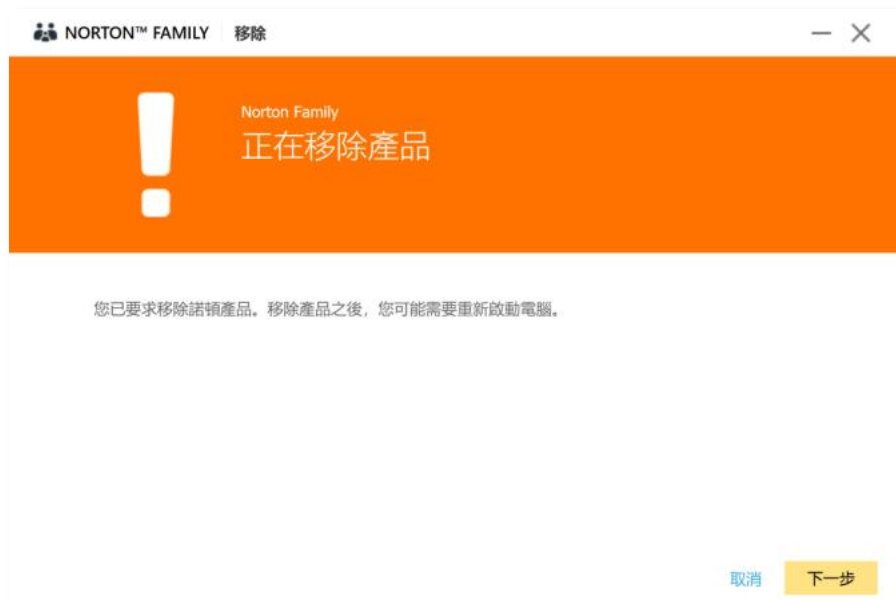 NORTON™ FAMILY 移除
Norton Family
正在移除產品
您已要求移除諾頓產品。移除產品之後，您可能需要重新啟動電腦。
取消 下一步